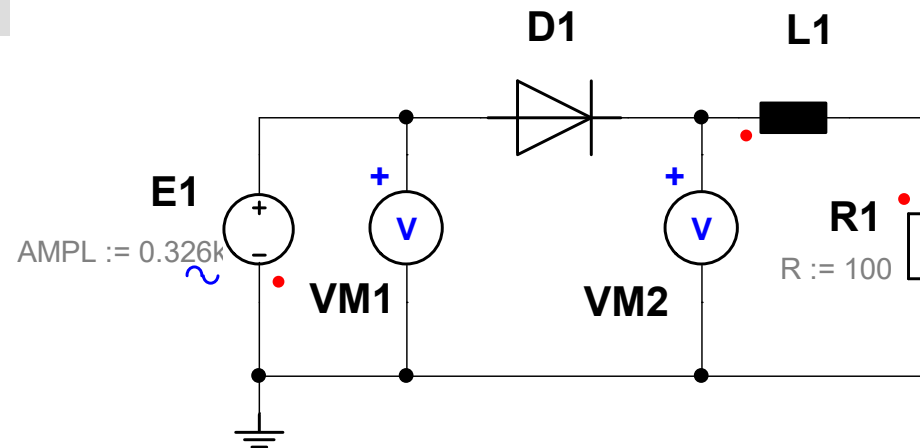 D1
L1
+
+
E1
+
V
V
R1
AMPL := 0.326k
R := 100
VM1
VM2